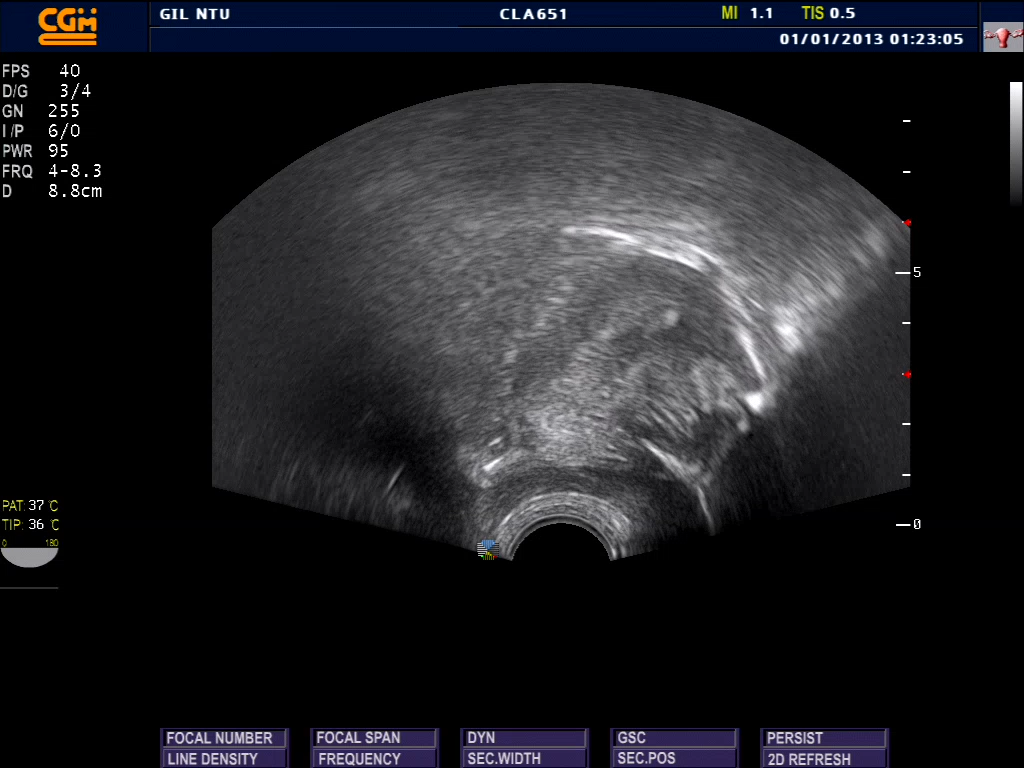 CGM
GIL NTU CLA651 MI 1.1 TIS 0.5
01/01/2013 01:23:05
FPS 40
D/G 3/4
GN 255
I/P 6/0
PWR 95
FRQ 4-8.3
D 8.8cm
5
PAT: 37 °C
TIP: 36 °C
0 180
0
FOCAL NUMBER FOCAL SPAN DYN GSC PERSIST
LINE DENSITY FREQUENCY SEC.WIDTH SEC.POS 2D REFRESH